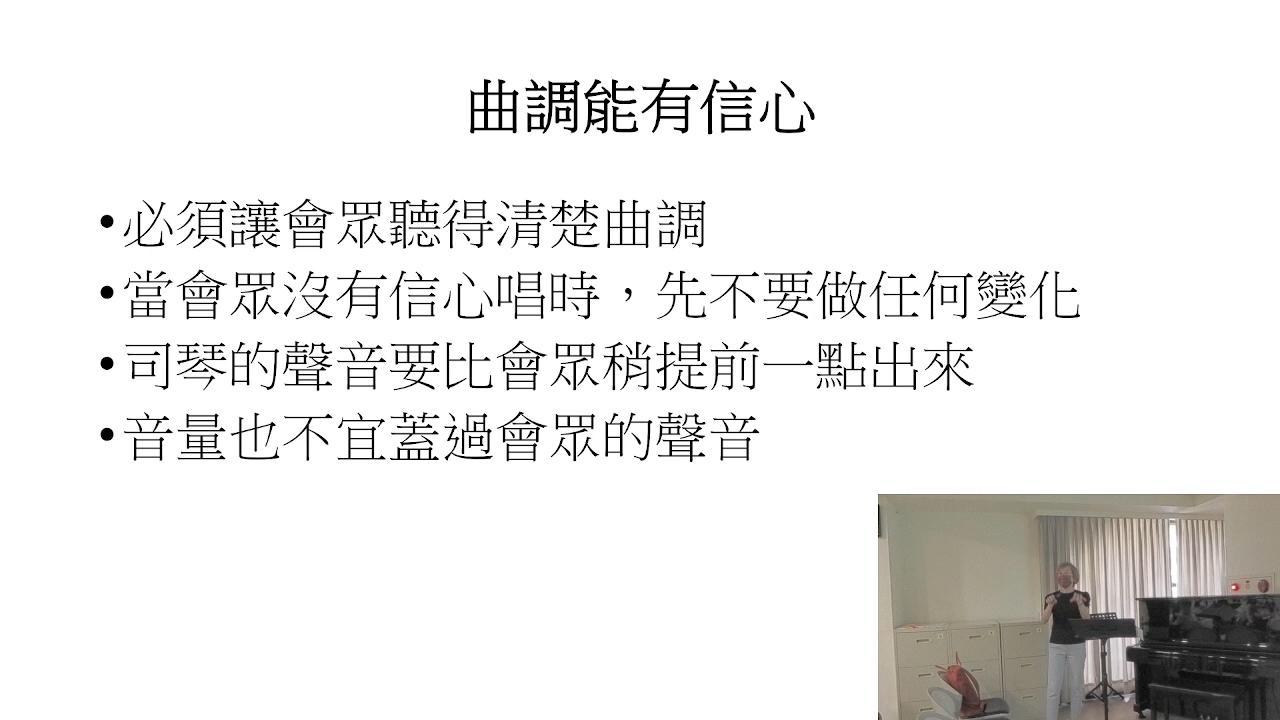 曲調能有信心
•必須讓會眾聽得清楚曲調
•當會眾沒有信心唱時，先不要做任何變化
•司琴的聲音要比會眾稍提前一點出來
•音量也不宜蓋過會眾的聲音